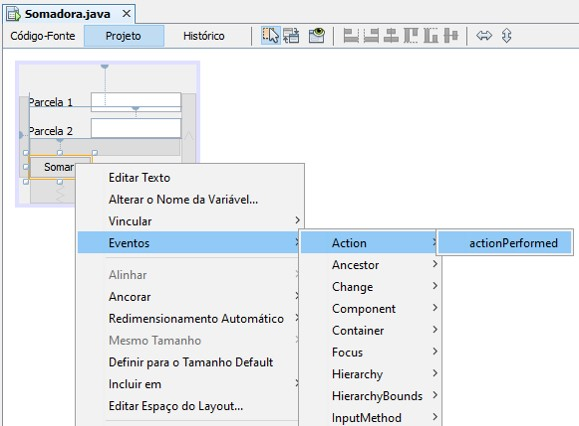 Somadora.java
Código-Fonte Projeto Histórico
Parcela 1
Parcela 2
Somar
Editar Texto
Alterar o Nome da Variável...
Vincular
Eventos
Alinhar
Ancorar
Redimensionamento Automático
Mesmo Tamanho
Definir para o Tamanho Default
Incluir em
Editar Espaço do Layout...
Action
Ancestor
Change
Component
Container
Focus
Hierarchy
HierarchyBounds
InputMethod
actionPerformed